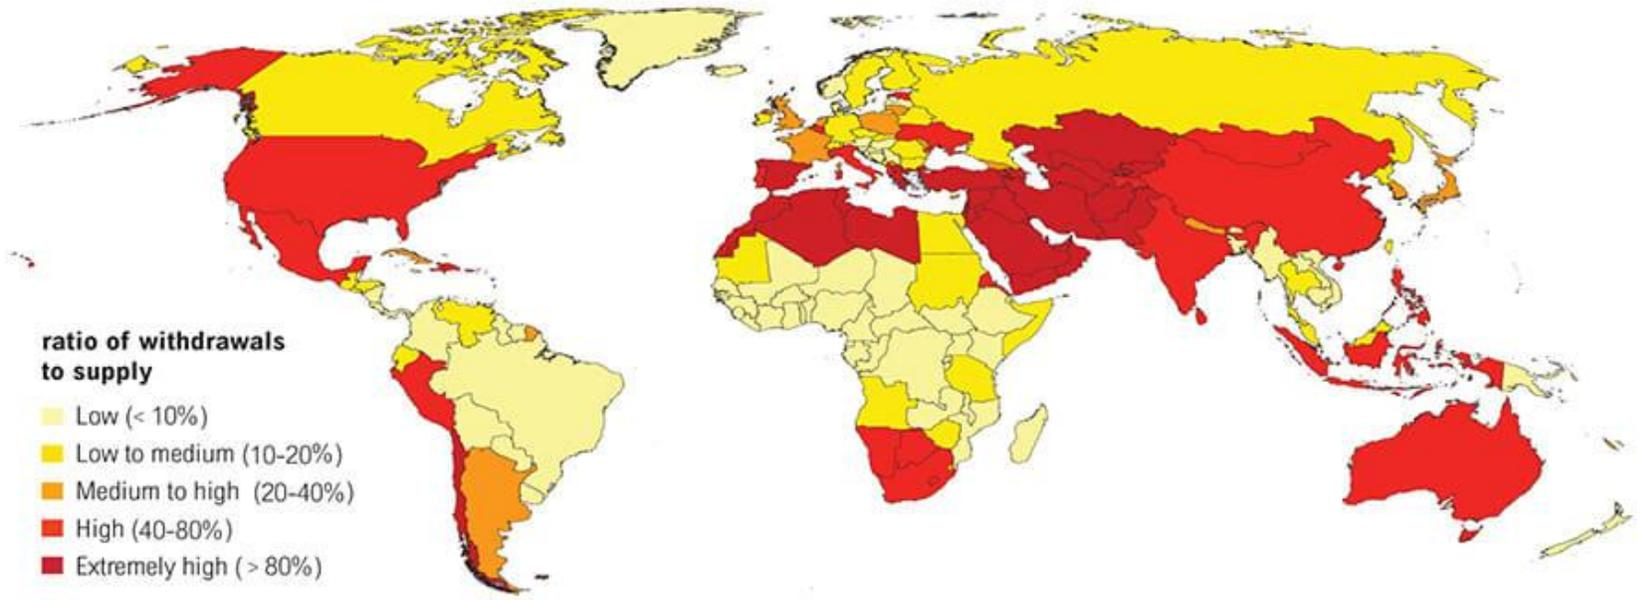 ratio of withdrawals
to supply
Low (< 10%)
Low to medium (10-20%)
Medium to high (20-40%)
High (40-80%)
Extremely high ( > 80%)